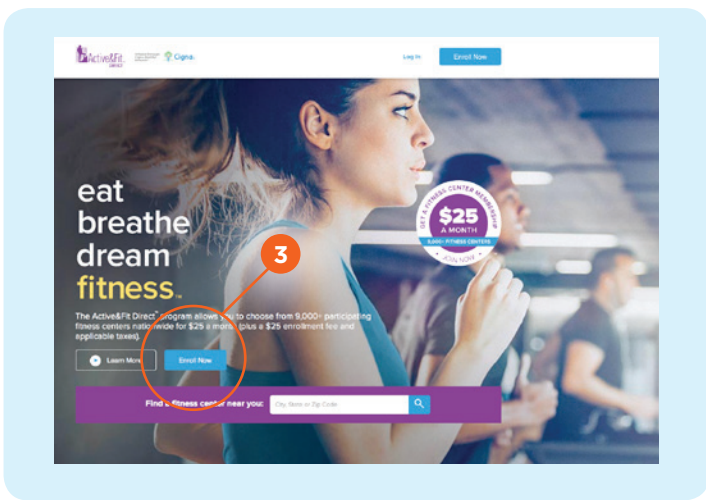 Active&Fit.
DIRECT
Cigna.
Log In
Enroll Now
eat
breathe
dream
fitness™
GET A FITNESS CENTER MEMBERSHIP
$25
A MONTH
9,000+ FITNESS CENTERS
JOIN NOW
3
The Active&Fit Direct™ program allows you to choose from 9,000+ participating
fitness centers nationwide for $25 a month (plus a $25 enrollment fee and
applicable taxes).
Learn More
Enroll Now
Find a fitness center near you:
City, State or Zip Code